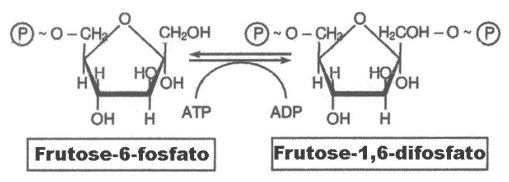 P ~ O – CH₂ O CH₂OH
H H HO OH
OH H
ATP ADP
P ~ O – CH₂ O H₂COH – O ~ P
H H HO OH
OH H
Frutose-6-fosfato
Frutose-1,6-difosfato